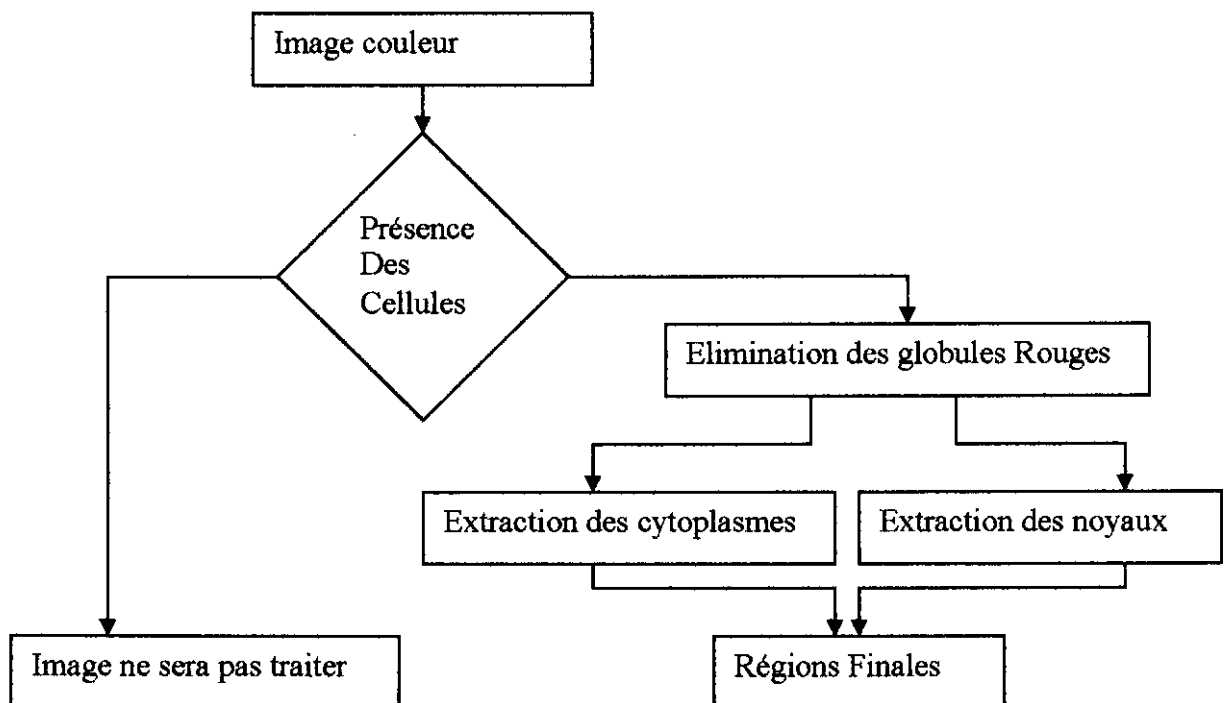 Image couleur
Présence
Des
Cellules
Elimination des globules Rouges
Extraction des cytoplasmes
Extraction des noyaux
Image ne sera pas traiter
Régions Finales